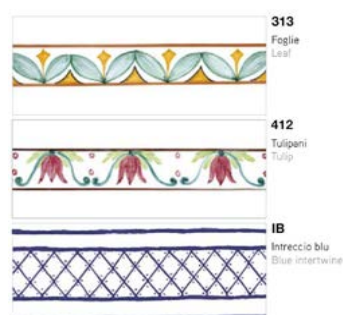 313
Foglie
Leaf
412
Tulipani
Tulip
IB
Intreccio blu
Blue intertwine